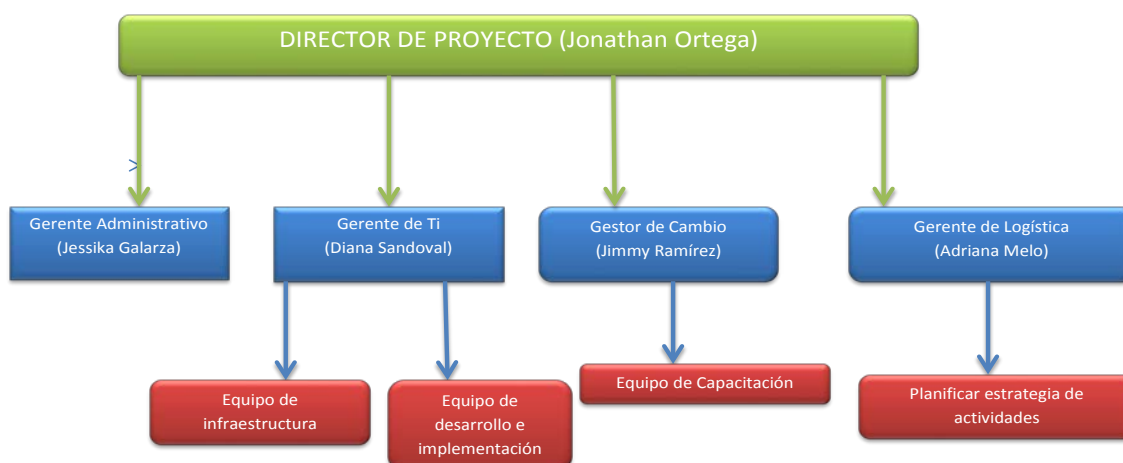 DIRECTOR DE PROYECTO (Jonathan Ortega)
Gerente Administrativo
(Jessika Galarza)
Gerente de Ti
(Diana Sandoval)
Gestor de Cambio
(Jimmy Ramírez)
Gerente de Logística
(Adriana Melo)
Equipo de
infraestructura
Equipo de
desarrollo e
implementación
Equipo de Capacitación
Planificar estrategia de
actividades